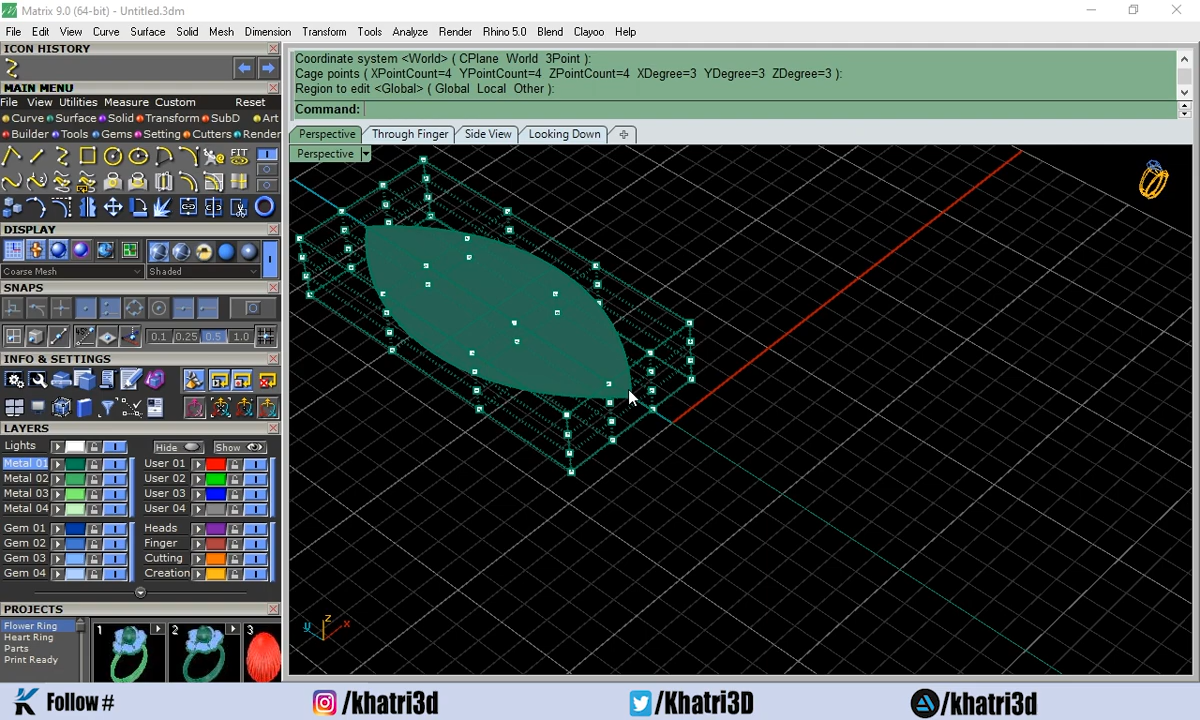 Matrix 9.0 (64-bit) - Untitled.3dm
File Edit View Curve Surface Solid Mesh Dimension Transform Tools Analyze Render Rhino 5.0 Blend Clayoo Help
ICON HISTORY
MAIN MENU
File View Utilities Measure Custom Reset
Curve Surface Solid Transform SubD Art
Builder Tools Gems Setting Cutters Render
FIT
DISPLAY
Coarse Mesh Shaded
SNAPS
0.1 0.25 0.5 1.0
INFO & SETTINGS
LAYERS
Lights Hide Show
Metal 01 User 01
Metal 02 User 02
Metal 03 User 03
Metal 04 User 04
Gem 01 Heads
Gem 02 Finger
Gem 03 Cutting
Gem 04 Creation
PROJECTS
Flower Ring
Heart Ring
Parts
Print Ready
1 2 3
Coordinate system <World> ( CPlane World 3Point ):
Cage points ( XPointCount=4 YPointCount=4 ZPointCount=4 XDegree=3 YDegree=3 ZDegree=3 ):
Region to edit <Global> ( Global Local Other ):
Command:
Perspective Through Finger Side View Looking Down
Perspective
z
y x
Follow # /khatri3d /Khatri3D /khatri3d